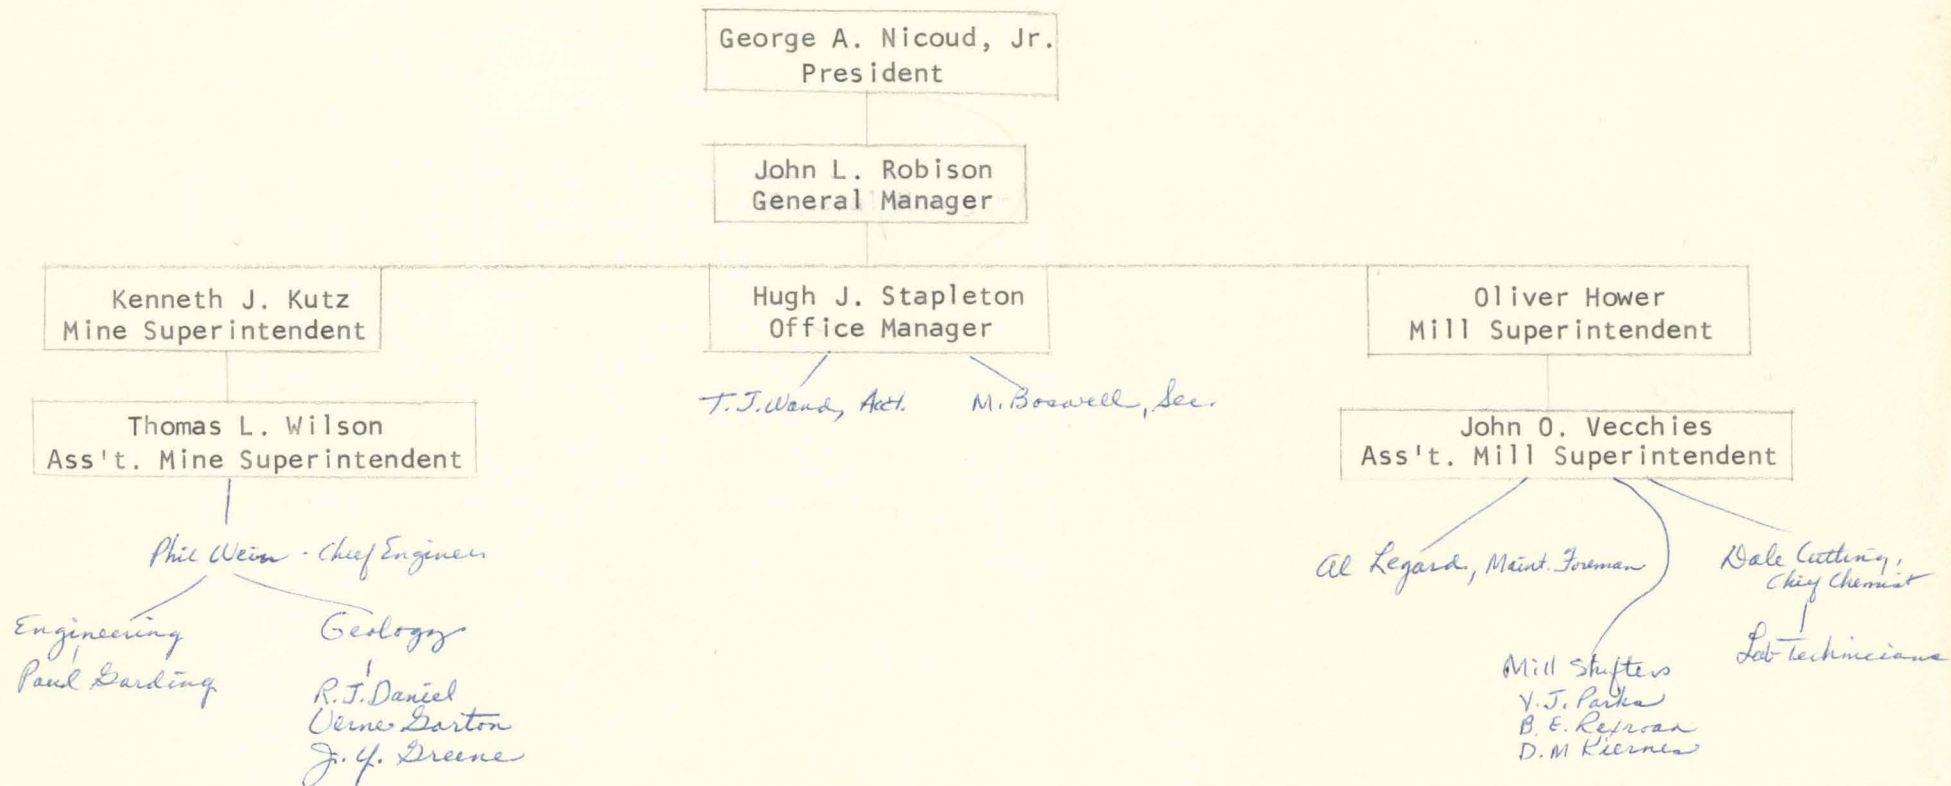 George A. Nicoud, Jr.
President
John L. Robison
General Manager
Kenneth J. Kutz
Mine Superintendent
Hugh J. Stapleton
Office Manager
Oliver Hower
Mill Superintendent
T. J. Ward, Acct.
M. Boswell, Sec.
Thomas L. Wilson
Ass't. Mine Superintendent
John O. Vecchies
Ass't. Mill Superintendent
Phil - Chief Engineer
Al Legard, Maint. Foreman
Dale Cutting,
Chief Chemist
Engineering
Paul Garding
Geology
R. J. Daniel
Verne Garton
J. Y. Greene
Lab Technicians
Mill Shifters
V. J. Parks
B. E. Rexroad
D. M Kiernes